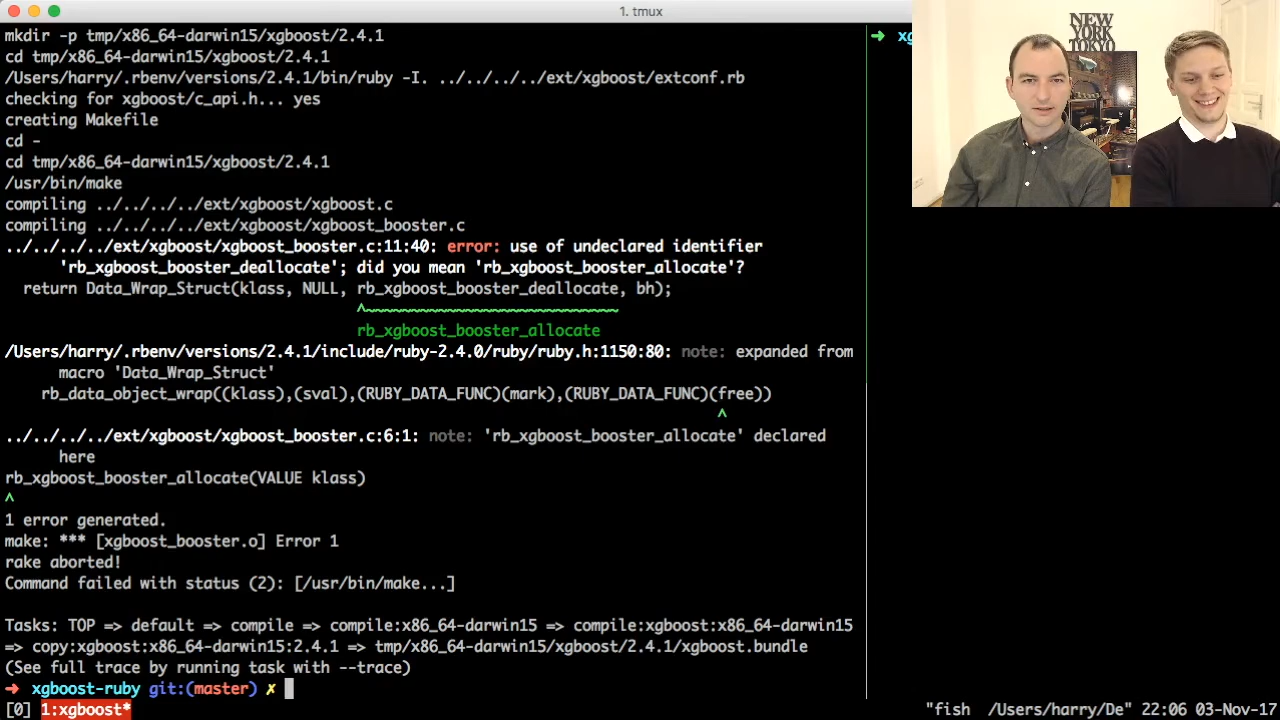 1. tmux
mkdir -p tmp/x86_64-darwin15/xgboost/2.4.1
cd tmp/x86_64-darwin15/xgboost/2.4.1
/Users/harry/.rbenv/versions/2.4.1/bin/ruby -I. ../../../../ext/xgboost/extconf.rb
checking for xgboost/c_api.h... yes
creating Makefile
cd -
cd tmp/x86_64-darwin15/xgboost/2.4.1
/usr/bin/make
compiling ../../../../ext/xgboost/xgboost.c
compiling ../../../../ext/xgboost/xgboost_booster.c
../../../../ext/xgboost/xgboost_booster.c:11:40: error: use of undeclared identifier
'rb_xgboost_booster_deallocate'; did you mean 'rb_xgboost_booster_allocate'?
return Data_Wrap_Struct(klass, NULL, rb_xgboost_booster_deallocate, bh);
^~~~~~~~~~~~~~~~~~~~~~~~~~~~~
rb_xgboost_booster_allocate
/Users/harry/.rbenv/versions/2.4.1/include/ruby-2.4.0/ruby/ruby.h:1150:80: note: expanded from
macro 'Data_Wrap_Struct'
rb_data_object_wrap((klass),(sval),(RUBY_DATA_FUNC)(mark),(RUBY_DATA_FUNC)(free))
^
../../../../ext/xgboost/xgboost_booster.c:6:1: note: 'rb_xgboost_booster_allocate' declared
here
rb_xgboost_booster_allocate(VALUE klass)
^
1 error generated.
make: *** [xgboost_booster.o] Error 1
rake aborted!
Command failed with status (2): [/usr/bin/make...]
Tasks: TOP => default => compile => compile:x86_64-darwin15 => compile:xgboost:x86_64-darwin15
=> copy:xgboost:x86_64-darwin15:2.4.1 => tmp/x86_64-darwin15/xgboost/2.4.1/xgboost.bundle
(See full trace by running task with --trace)
➜ xgboost-ruby git:(master) ✗
[0] 1:xgboost* "fish /Users/harry/De" 22:06 03-Nov-17
➜ xg
NEW
YORK
TOKYO